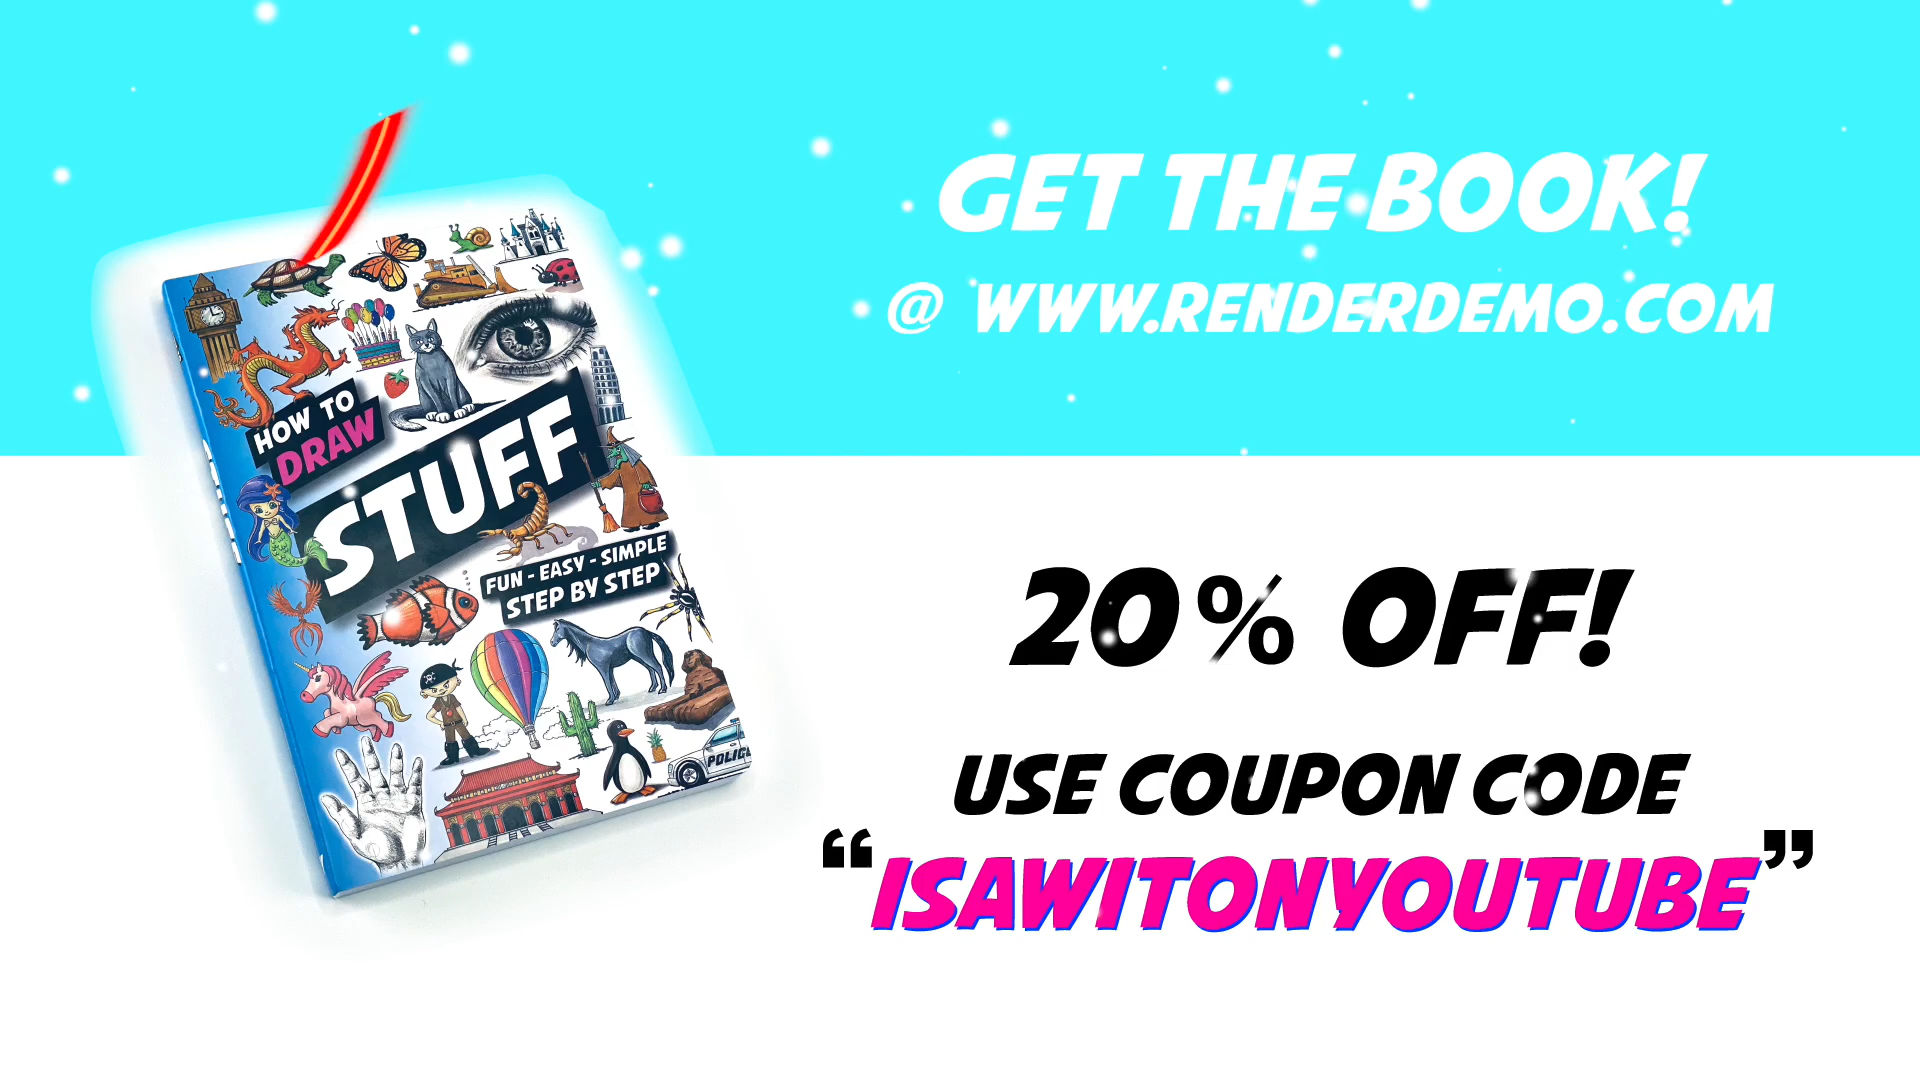 GET THE BOOK!
@ WWW.RENDERDEMO.COM
HOW TO
DRAW
STUFF
FUN - EASY - SIMPLE
STEP BY STEP
POLICE
20% OFF!
USE COUPON CODE
“ISAWITONYOUTUBE”